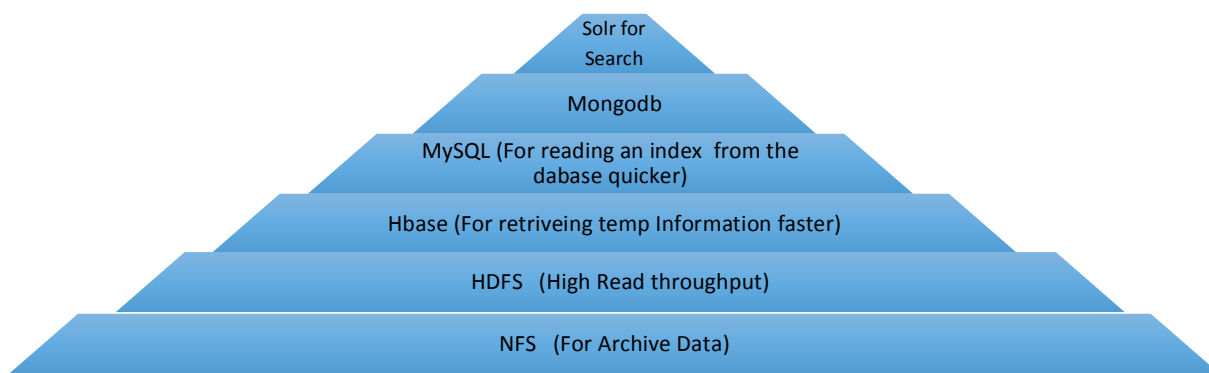 Solr for
Search
Mongodb
MySQL (For reading an index from the
dabase quicker)
Hbase (For retriveing temp Information faster)
HDFS (High Read throughput)
NFS (For Archive Data)